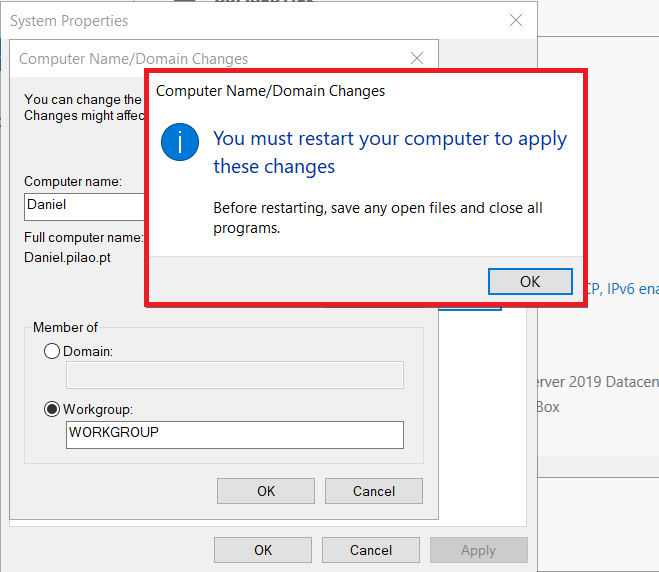 System Properties
Computer Name/Domain Changes
You can change the
Changes might affec
Computer name:
Daniel
Full computer name:
Daniel.pilao.pt
Computer Name/Domain Changes
You must restart your computer to apply
these changes
Before restarting, save any open files and close all
programs.
OK
CP, IPv6 ena
Member of
Domain:
Workgroup:
WORKGROUP
erver 2019 Datacen
Box
OK
Cancel
OK
Cancel
Apply